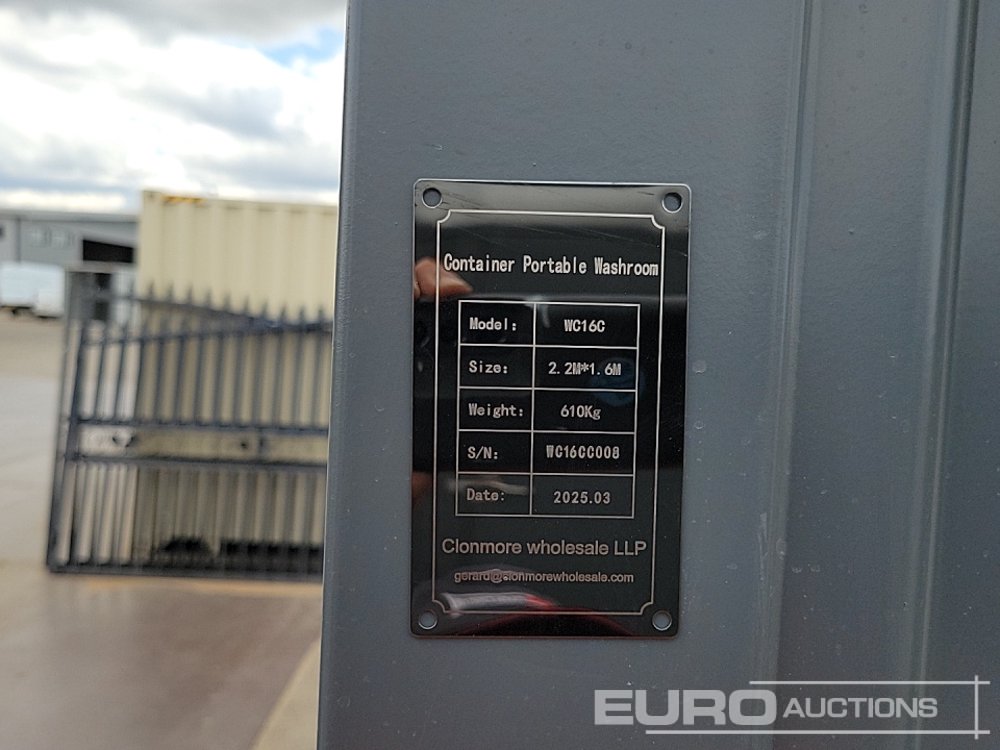 Container Portable Washroom
Model: WC16C
Size: 2.2M*1.6M
Weight: 610Kg
S/N: WC16CC008
Date: 2025.03
Clonmore wholesale LLP
gerard@clonmorewholesale.com
EURO AUCTIONS